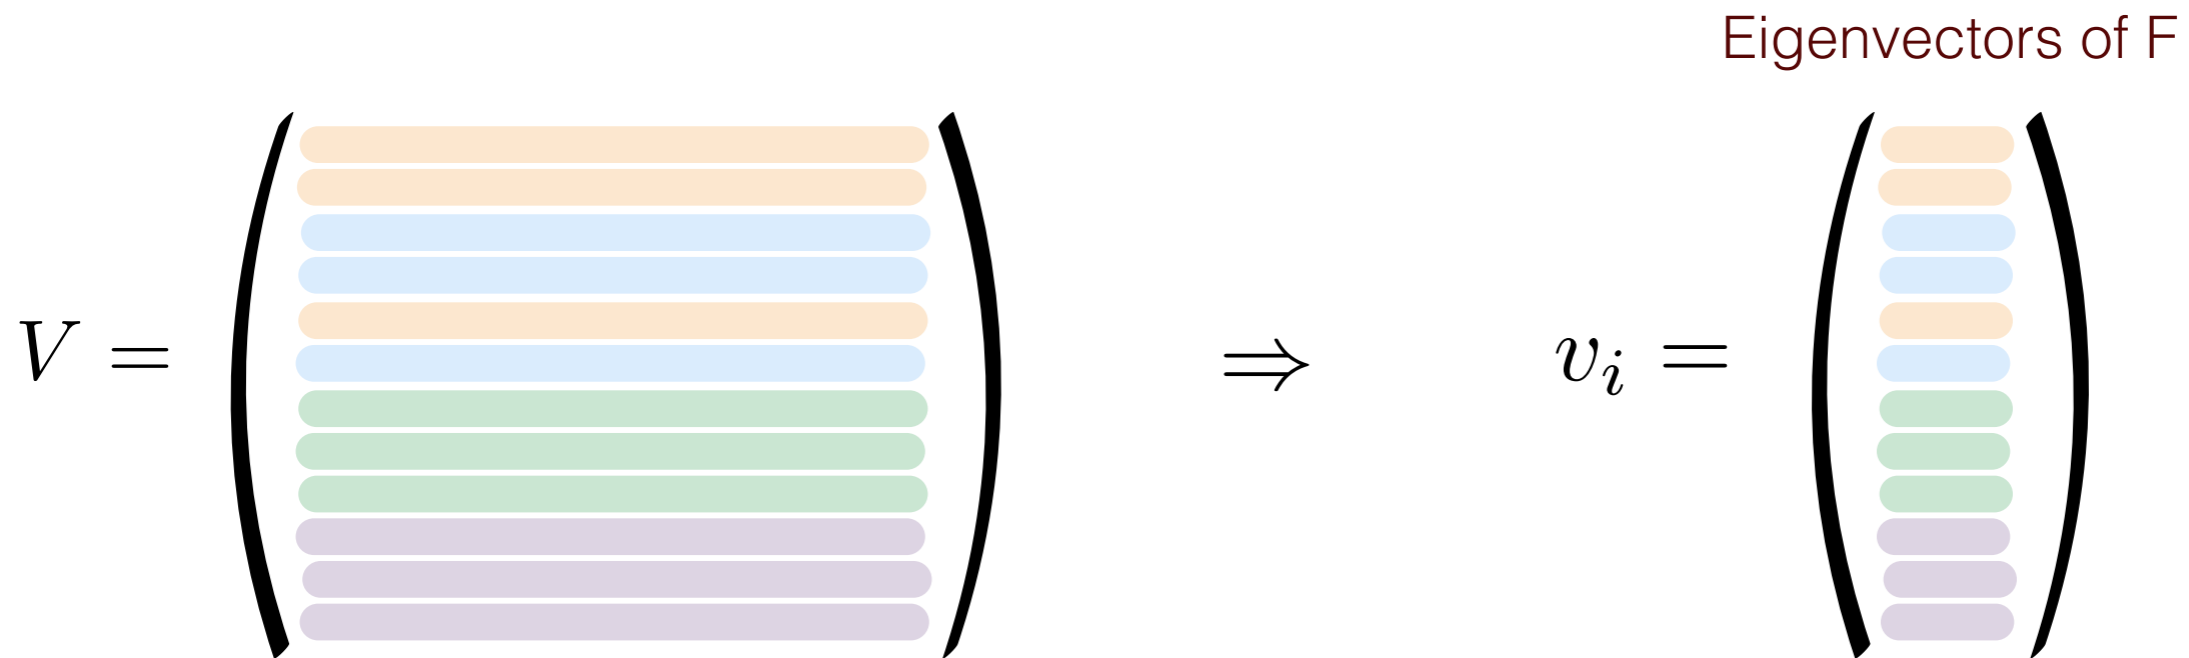 Eigenvectors of F
V = ( ) ⇒ v_i = ( )